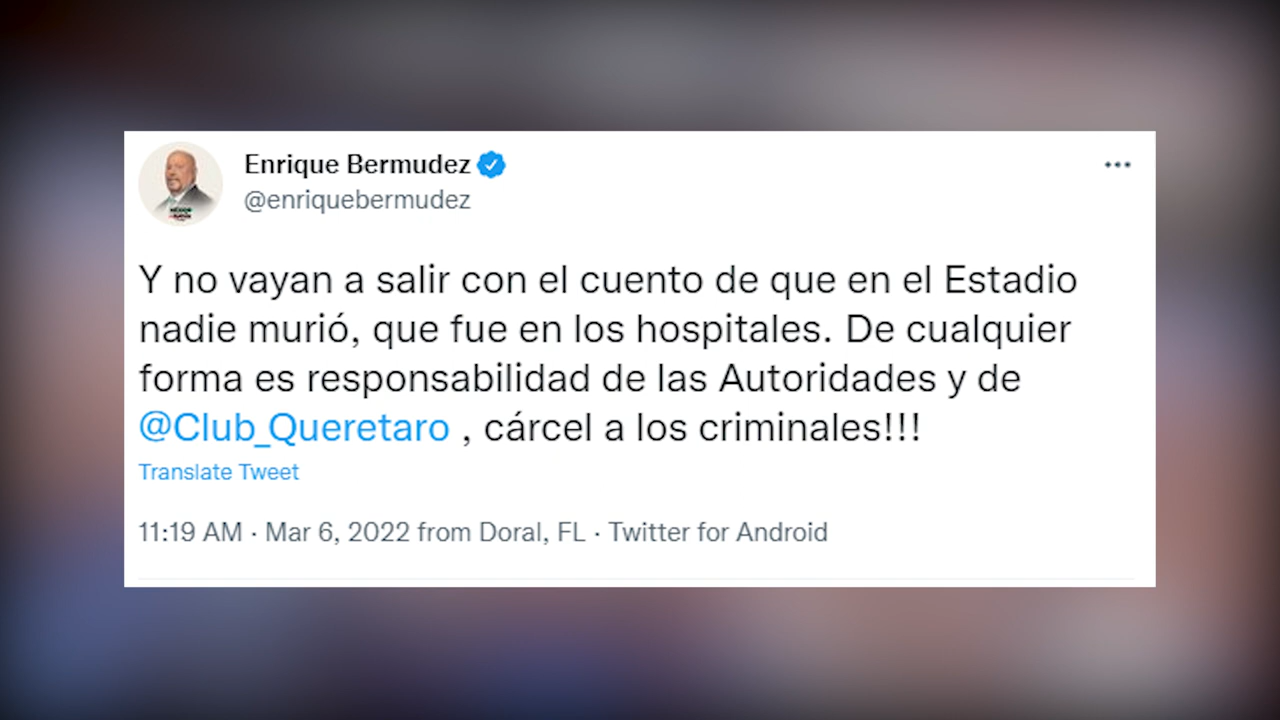 Enrique Bermudez
@enriquebermudez
Y no vayan a salir con el cuento de que en el Estadio
nadie murió, que fue en los hospitales. De cualquier
forma es responsabilidad de las Autoridades y de
@Club_Queretaro , cárcel a los criminales!!!
Translate Tweet
11:19 AM · Mar 6, 2022 from Doral, FL · Twitter for Android